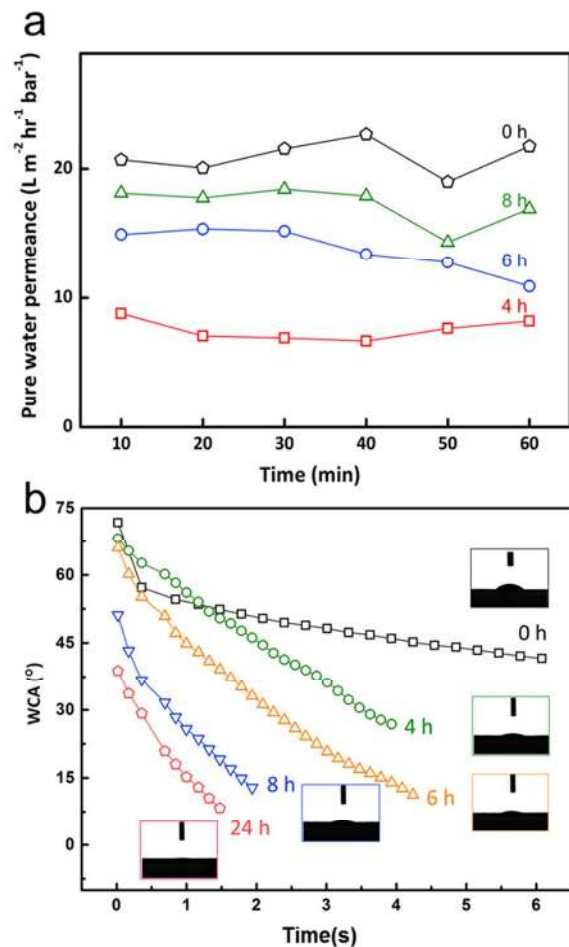 a
Pure water permeance (L m⁻² hr⁻¹ bar⁻¹)
20
10
0
0 h
8 h
6 h
4 h
10 20 30 40 50 60
Time (min)
b
WCA (°)
75
60
45
30
15
0
0 h
4 h
6 h
8 h
24 h
0 1 2 3 4 5 6
Time(s)